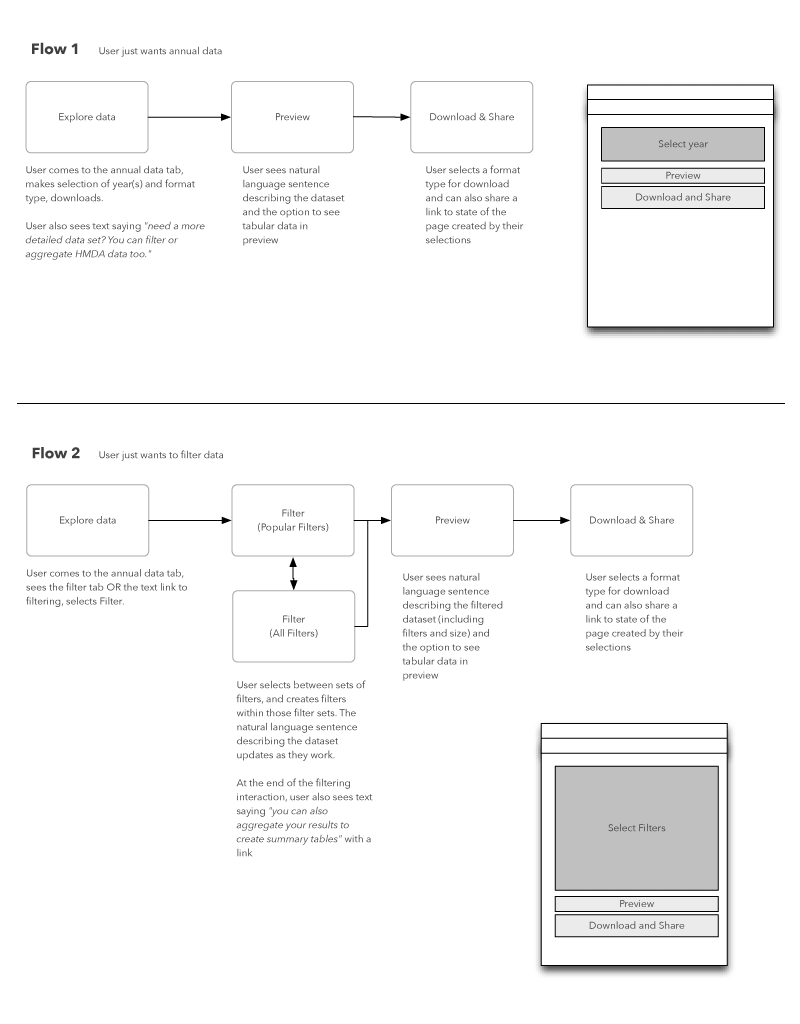 Flow 1
User just wants annual data
Explore data
Preview
Download & Share
Select year
Preview
Download and Share
User comes to the annual data tab,
makes selection of year(s) and format
type, downloads.
User also sees text saying "need a more
detailed data set? You can filter or
aggregate HMDA data too."
User sees natural
language sentence
describing the dataset
and the option to see
tabular data in
preview
User selects a format
type for download
and can also share a
link to state of the
page created by their
selections
Flow 2
User just wants to filter data
Explore data
Filter
(Popular Filters)
Preview
Download & Share
Filter
(All Filters)
User comes to the annual data tab,
sees the filter tab OR the text link to
filtering, selects Filter.
User selects between sets of
filters, and creates filters
within those filter sets. The
natural language sentence
describing the dataset
updates as they work.
At the end of the filtering
interaction, user also sees text
saying "you can also
aggregate your results to
create summary tables" with a
link
User sees natural
language sentence
describing the filtered
dataset (including
filters and size) and
the option to see
tabular data in
preview
User selects a format
type for download
and can also share a
link to state of the
page created by their
selections
Select Filters
Preview
Download and Share